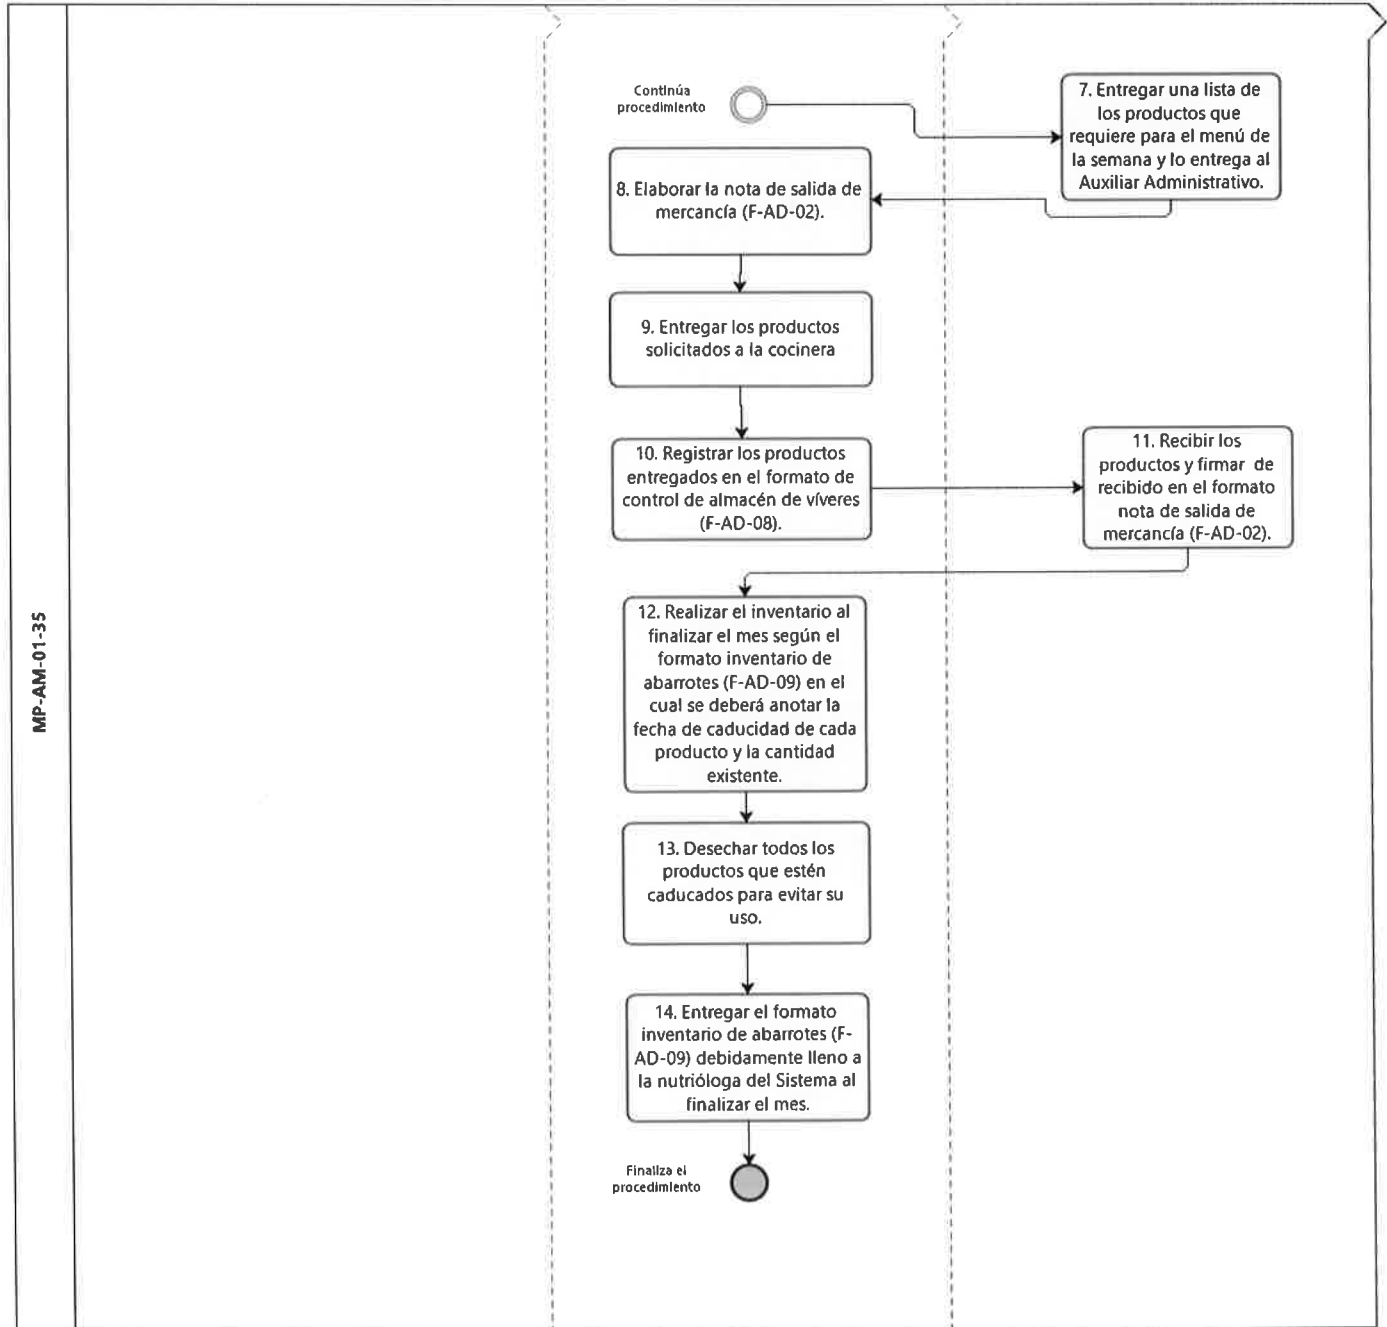 MP-AM-01-35
Continúa
procedimiento
7. Entregar una lista de
los productos que
requiere para el menú de
la semana y lo entrega al
Auxiliar Administrativo.
8. Elaborar la nota de salida de
mercancía (F-AD-02).
9. Entregar los productos
solicitados a la cocinera
10. Registrar los productos
entregados en el formato de
control de almacén de víveres
(F-AD-08).
11. Recibir los
productos y firmar de
recibido en el formato
nota de salida de
mercancía (F-AD-02).
12. Realizar el inventario al
finalizar el mes según el
formato inventario de
abarrotes (F-AD-09) en el
cual se deberá anotar la
fecha de caducidad de cada
producto y la cantidad
existente.
13. Desechar todos los
productos que estén
caducados para evitar su
uso.
14. Entregar el formato
inventario de abarrotes (F-
AD-09) debidamente lleno a
la nutrióloga del Sistema al
finalizar el mes.
Finaliza el
procedimiento